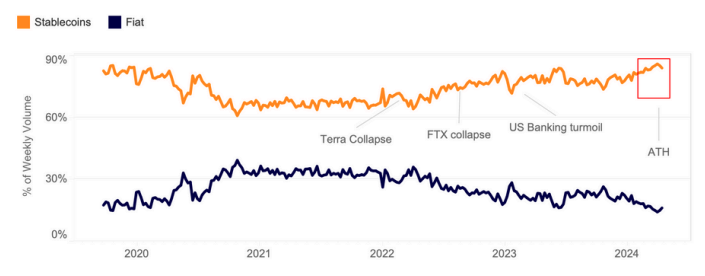 Stablecoins Fiat
90%
60%
30%
0%
% of Weekly Volume
Terra Collapse
FTX collapse
US Banking turmoil
ATH
2020 2021 2022 2023 2024